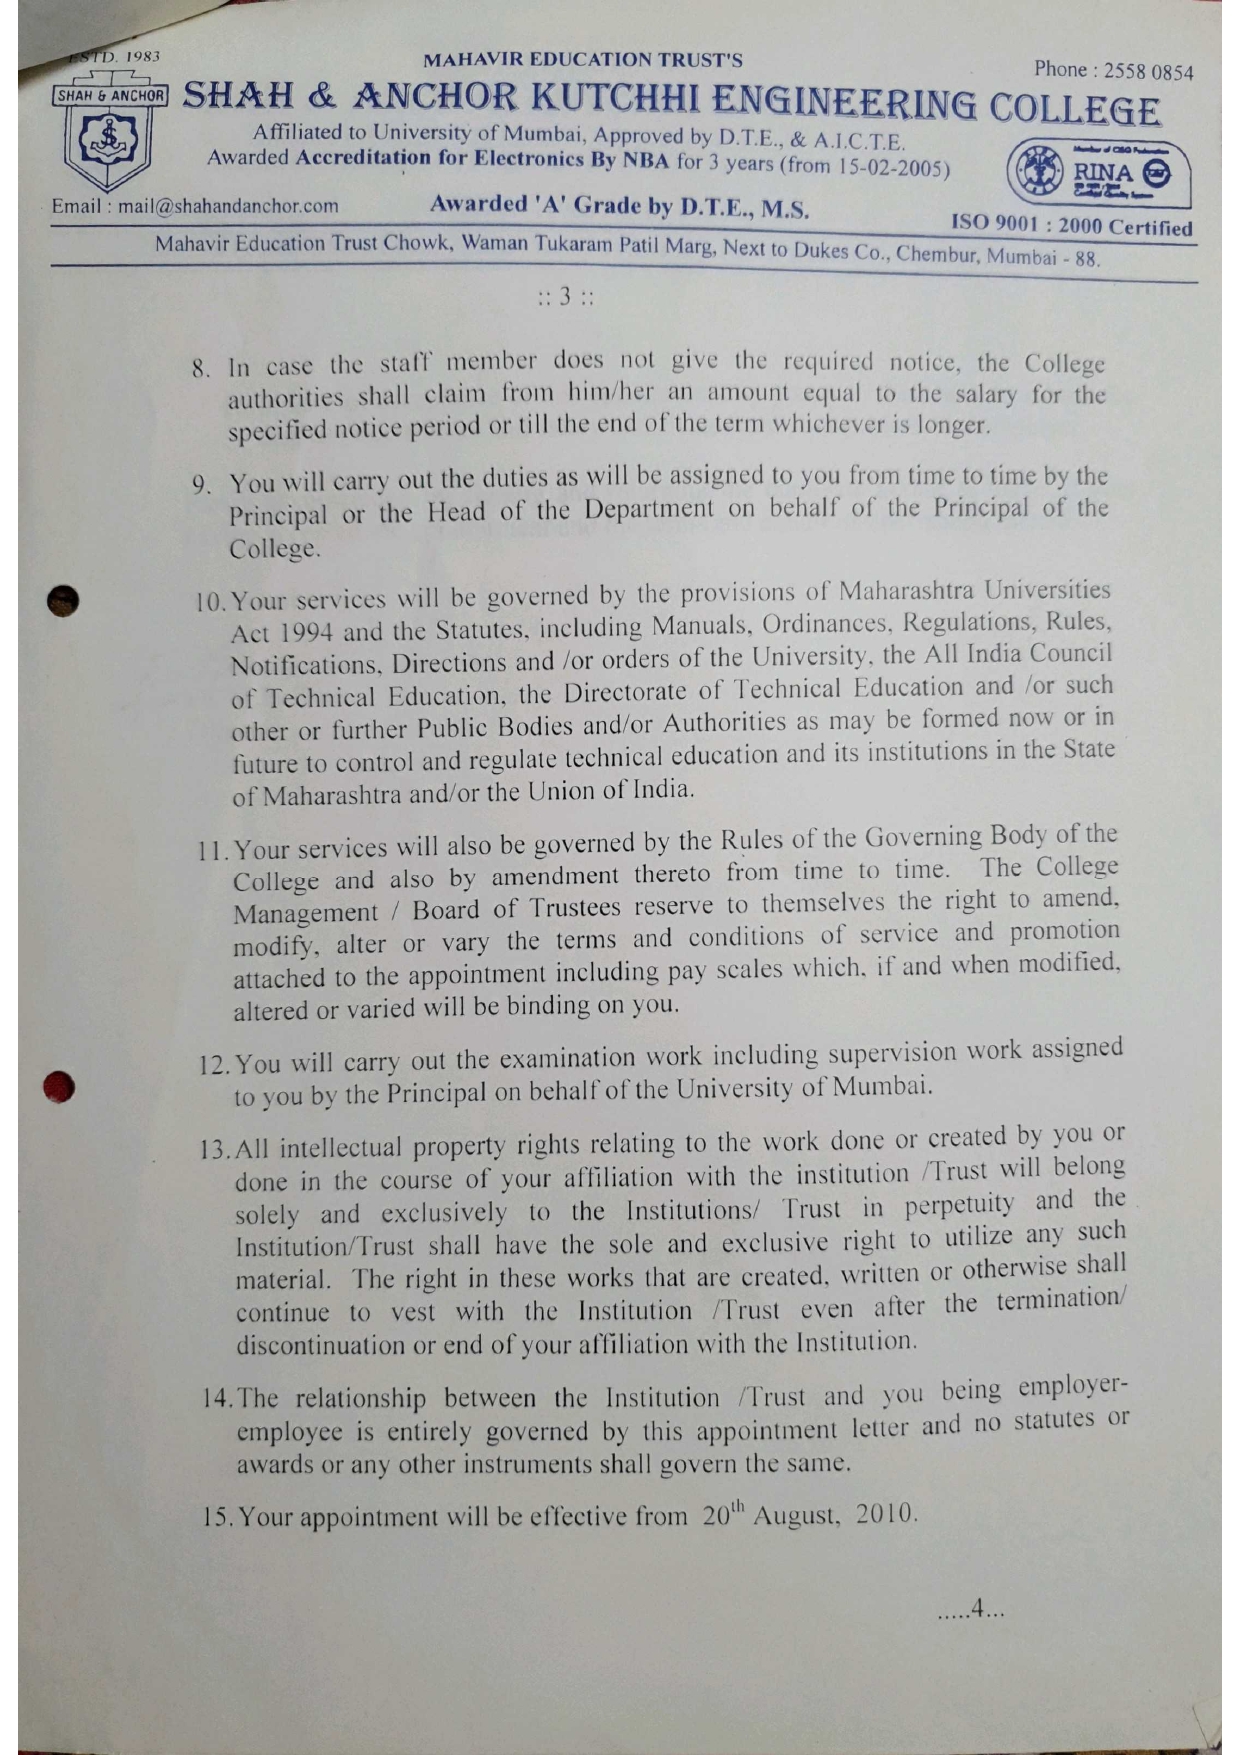 ESTD. 1983
MAHAVIR EDUCATION TRUST'S
Phone : 2558 0854
SHAH & ANCHOR
SHAH & ANCHOR KUTCHHI ENGINEERING COLLEGE
Affiliated to University of Mumbai, Approved by D.T.E., & A.I.C.T.E.
Awarded Accreditation for Electronics By NBA for 3 years (from 15-02-2005)
RINA
Email : mail@shahandanchor.com
Awarded 'A' Grade by D.T.E., M.S.
ISO 9001 : 2000 Certified
Mahavir Education Trust Chowk, Waman Tukaram Patil Marg, Next to Dukes Co., Chembur, Mumbai - 88.
:: 3 ::
8. In case the staff member does not give the required notice, the College
authorities shall claim from him/her an amount equal to the salary for the
specified notice period or till the end of the term whichever is longer.
9. You will carry out the duties as will be assigned to you from time to time by the
Principal or the Head of the Department on behalf of the Principal of the
College.
10. Your services will be governed by the provisions of Maharashtra Universities
Act 1994 and the Statutes, including Manuals, Ordinances, Regulations, Rules,
Notifications, Directions and /or orders of the University, the All India Council
of Technical Education, the Directorate of Technical Education and /or such
other or further Public Bodies and/or Authorities as may be formed now or in
future to control and regulate technical education and its institutions in the State
of Maharashtra and/or the Union of India.
11. Your services will also be governed by the Rules of the Governing Body of the
College and also by amendment thereto from time to time. The College
Management / Board of Trustees reserve to themselves the right to amend,
modify, alter or vary the terms and conditions of service and promotion
attached to the appointment including pay scales which, if and when modified,
altered or varied will be binding on you.
12. You will carry out the examination work including supervision work assigned
to you by the Principal on behalf of the University of Mumbai.
13. All intellectual property rights relating to the work done or created by you or
done in the course of your affiliation with the institution /Trust will belong
solely and exclusively to the Institutions/ Trust in perpetuity and the
Institution/Trust shall have the sole and exclusive right to utilize any such
material. The right in these works that are created, written or otherwise shall
continue to vest with the Institution /Trust even after the termination/
discontinuation or end of your affiliation with the Institution.
14. The relationship between the Institution /Trust and you being employer-
employee is entirely governed by this appointment letter and no statutes or
awards or any other instruments shall govern the same.
15. Your appointment will be effective from 20th August, 2010.
.....4...